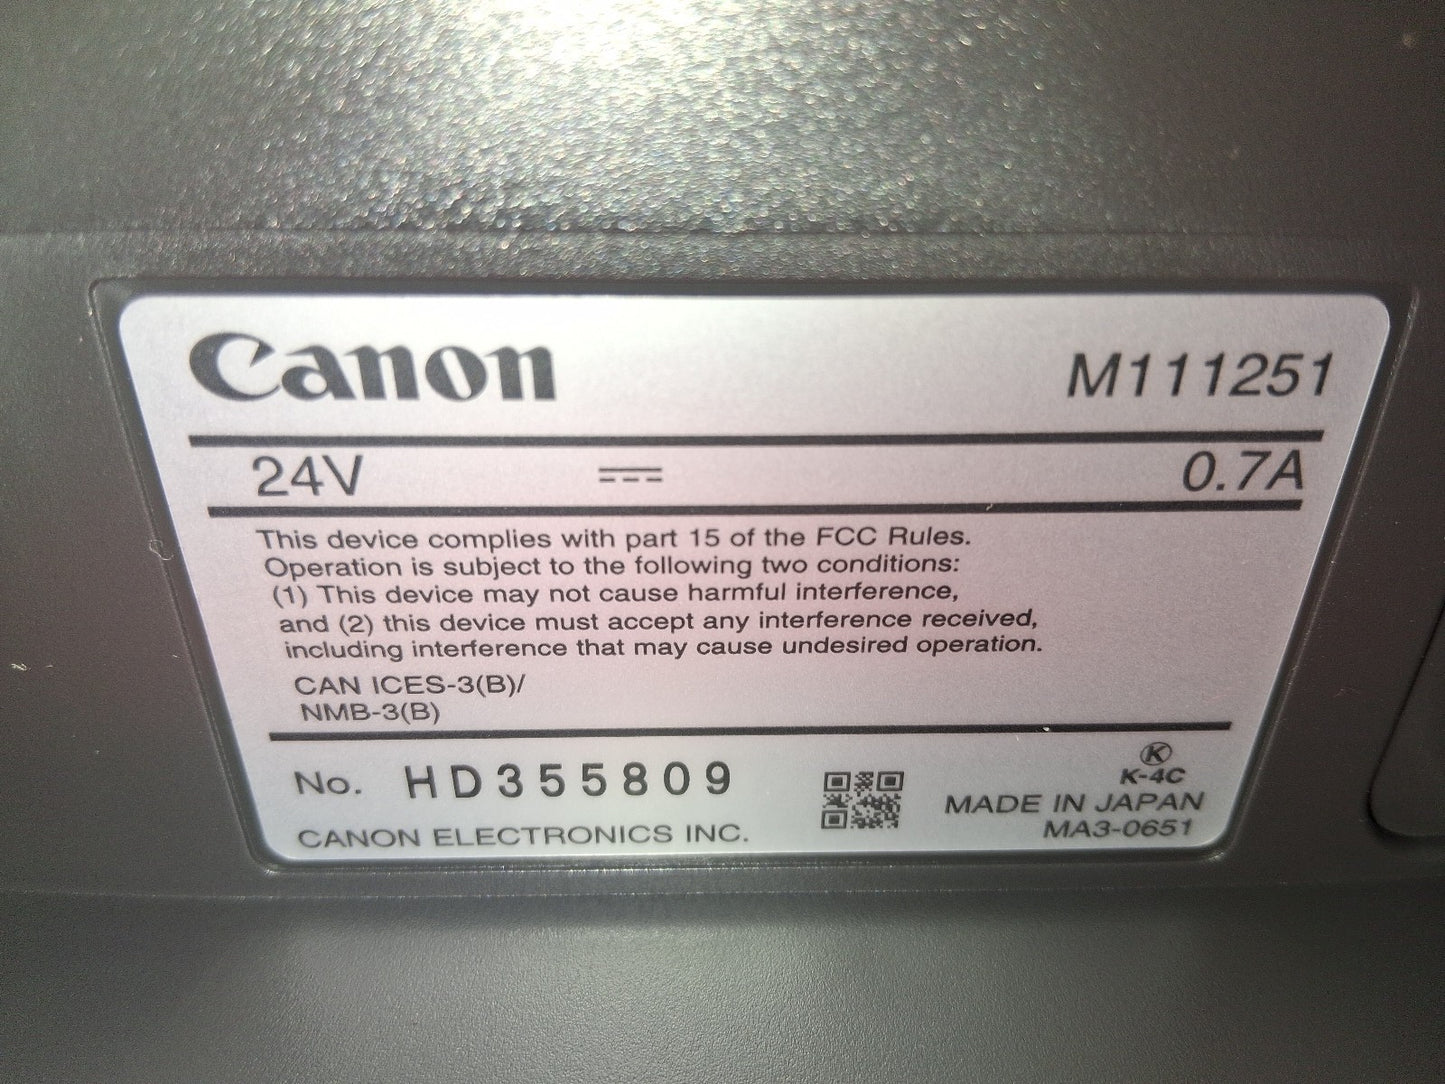 Canon M111251
24V ⎓ 0.7A
This device complies with part 15 of the FCC Rules.
Operation is subject to the following two conditions:
(1) This device may not cause harmful interference,
and (2) this device must accept any interference received,
including interference that may cause undesired operation.
CAN ICES-3(B)/
NMB-3(B)
K
K-4C
No. HD355809
MADE IN JAPAN
CANON ELECTRONICS INC.
MA3-0651